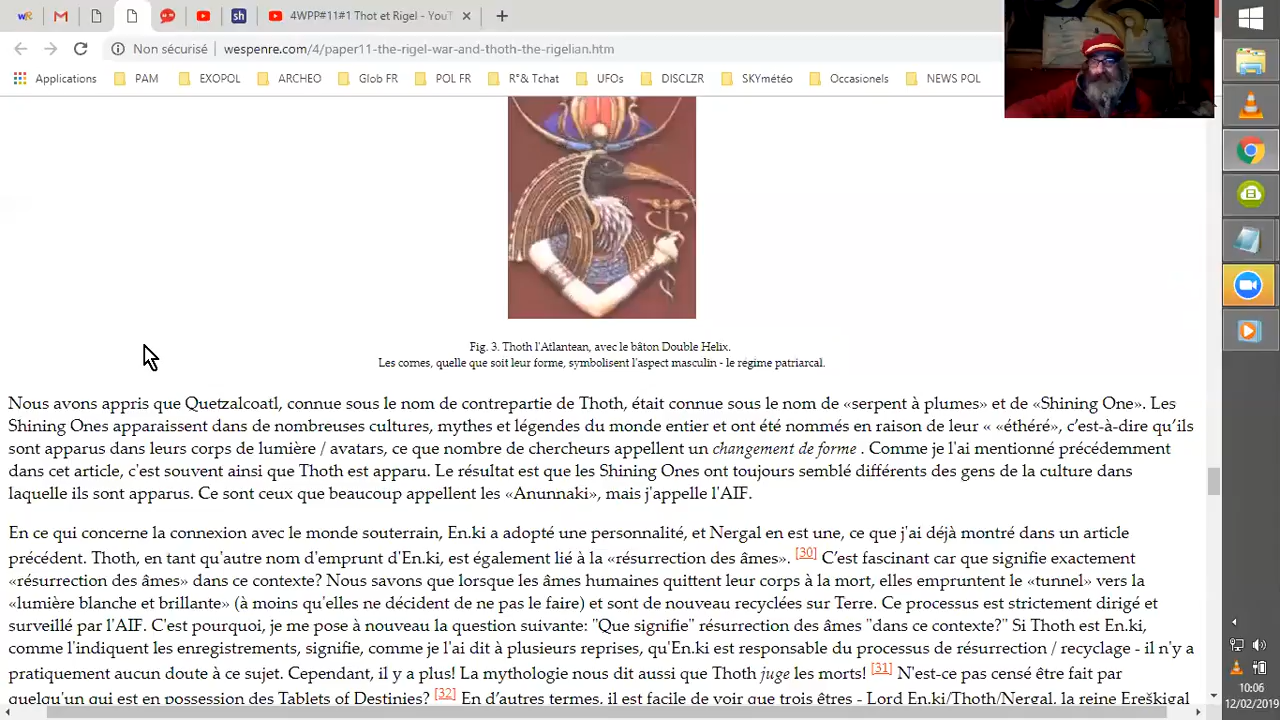 4WPP#11#1 Thot et Rigel - YouT
Non sécurisé wespenre.com/4/paper11-the-rigel-war-and-thoth-the-rigelian.htm
Applications PAM EXOPOL ARCHEO Glob FR POL FR R°& Tchat UFOs DISCLZR SKYmétéo Occasionels NEWS POL
Fig. 3. Thoth l'Atlantean, avec le bâton Double Helix.
Les cornes, quelle que soit leur forme, symbolisent l'aspect masculin - le régime patriarcal.
Nous avons appris que Quetzalcoatl, connue sous le nom de contrepartie de Thoth, était connue sous le nom de «serpent à plumes» et de «Shining One». Les
Shining Ones apparaissent dans de nombreuses cultures, mythes et légendes du monde entier et ont été nommés en raison de leur « «éthéré», c'est-à-dire qu'ils
sont apparus dans leurs corps de lumière / avatars, ce que nombre de chercheurs appellent un changement de forme . Comme je l'ai mentionné précédemment
dans cet article, c'est souvent ainsi que Thoth est apparu. Le résultat est que les Shining Ones ont toujours semblé différents des gens de la culture dans
laquelle ils sont apparus. Ce sont ceux que beaucoup appellent les «Anunnaki», mais j'appelle l'AIF.
En ce qui concerne la connexion avec le monde souterrain, En.ki a adopté une personnalité, et Nergal en est une, ce que j'ai déjà montré dans un article
précédent. Thoth, en tant qu'autre nom d'emprunt d'En.ki, est également lié à la «résurrection des âmes». [30] C'est fascinant car que signifie exactement
«résurrection des âmes» dans ce contexte? Nous savons que lorsque les âmes humaines quittent leur corps à la mort, elles empruntent le «tunnel» vers la
«lumière blanche et brillante» (à moins qu'elles ne décident de ne pas le faire) et sont de nouveau recyclées sur Terre. Ce processus est strictement dirigé et
surveillé par l'AIF. C'est pourquoi, je me pose à nouveau la question suivante: "Que signifie" résurrection des âmes "dans ce contexte?" Si Thoth est En.ki,
comme l'indiquent les enregistrements, signifie, comme je l'ai dit à plusieurs reprises, qu'En.ki est responsable du processus de résurrection / recyclage - il n'y a
pratiquement aucun doute à ce sujet. Cependant, il y a plus! La mythologie nous dit aussi que Thoth juge les morts! [31] N'est-ce pas censé être fait par
quelqu'un qui est en possession des Tablets of Destinies? [32] En d'autres termes, il est facile de voir que trois êtres - Lord En.ki/Thoth/Nergal, la reine Ereškigal
10:06
12/02/2019